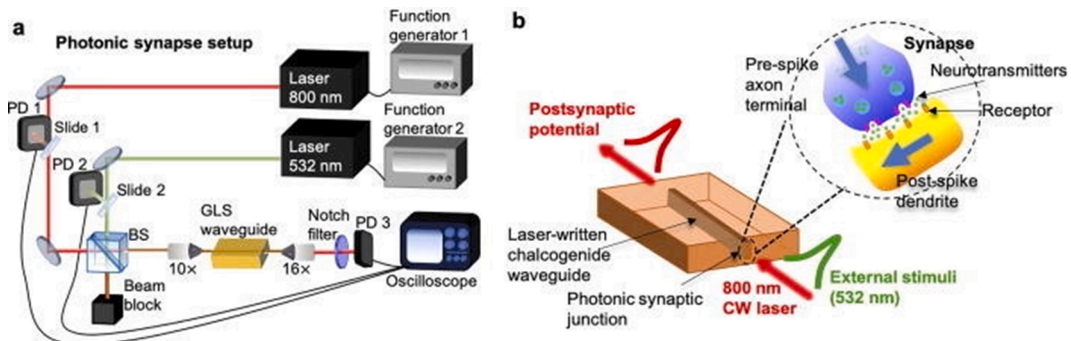 a
Photonic synapse setup
Function
generator 1
Laser
800 nm
PD 1
Slide 1
Function
generator 2
Laser
532 nm
PD 2
Slide 2
BS
GLS
waveguide
Notch
filter
PD 3
10×
16×
Oscilloscope
Beam
block
b
Synapse
Pre-spike
axon
terminal
Neurotransmitters
Receptor
Post-spike
dendrite
Postsynaptic
potential
Laser-written
chalcogenide
waveguide
Photonic synaptic
junction
800 nm
CW laser
External stimuli
(532 nm)